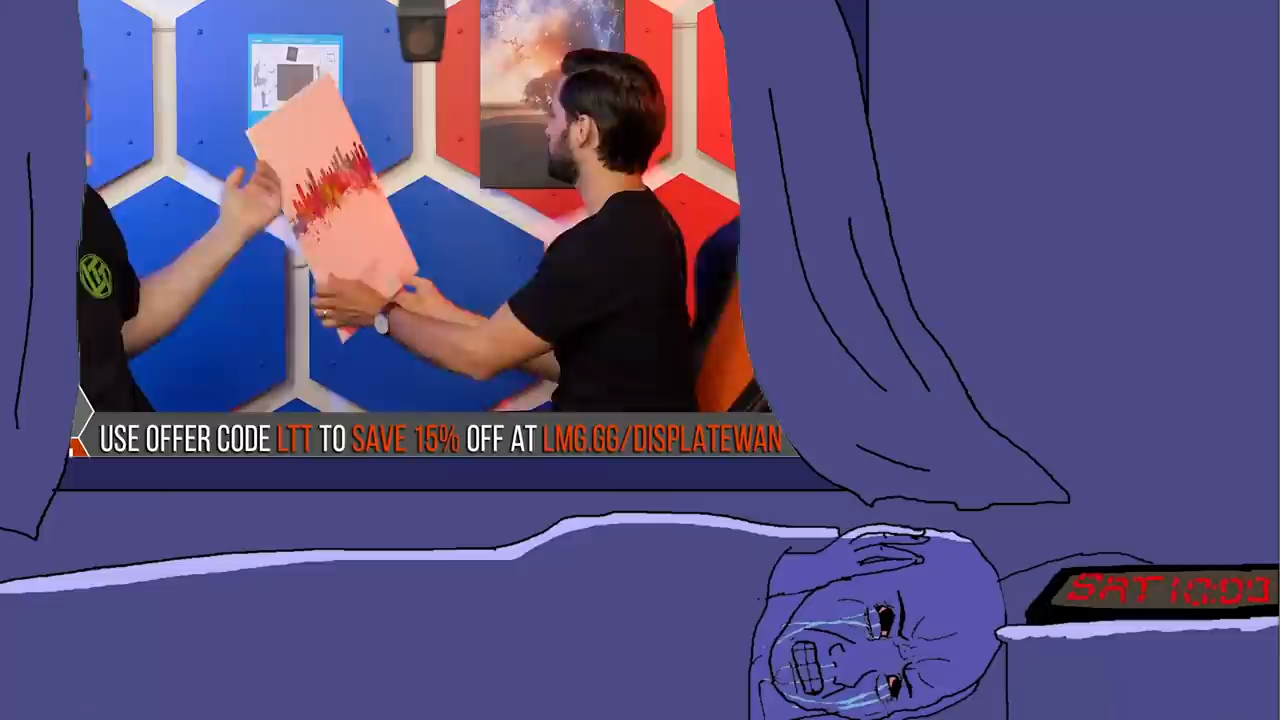 USE OFFER CODE LTT TO SAVE 15% OFF AT LMG.GG/DISPLATEWAN
SAT 10:00